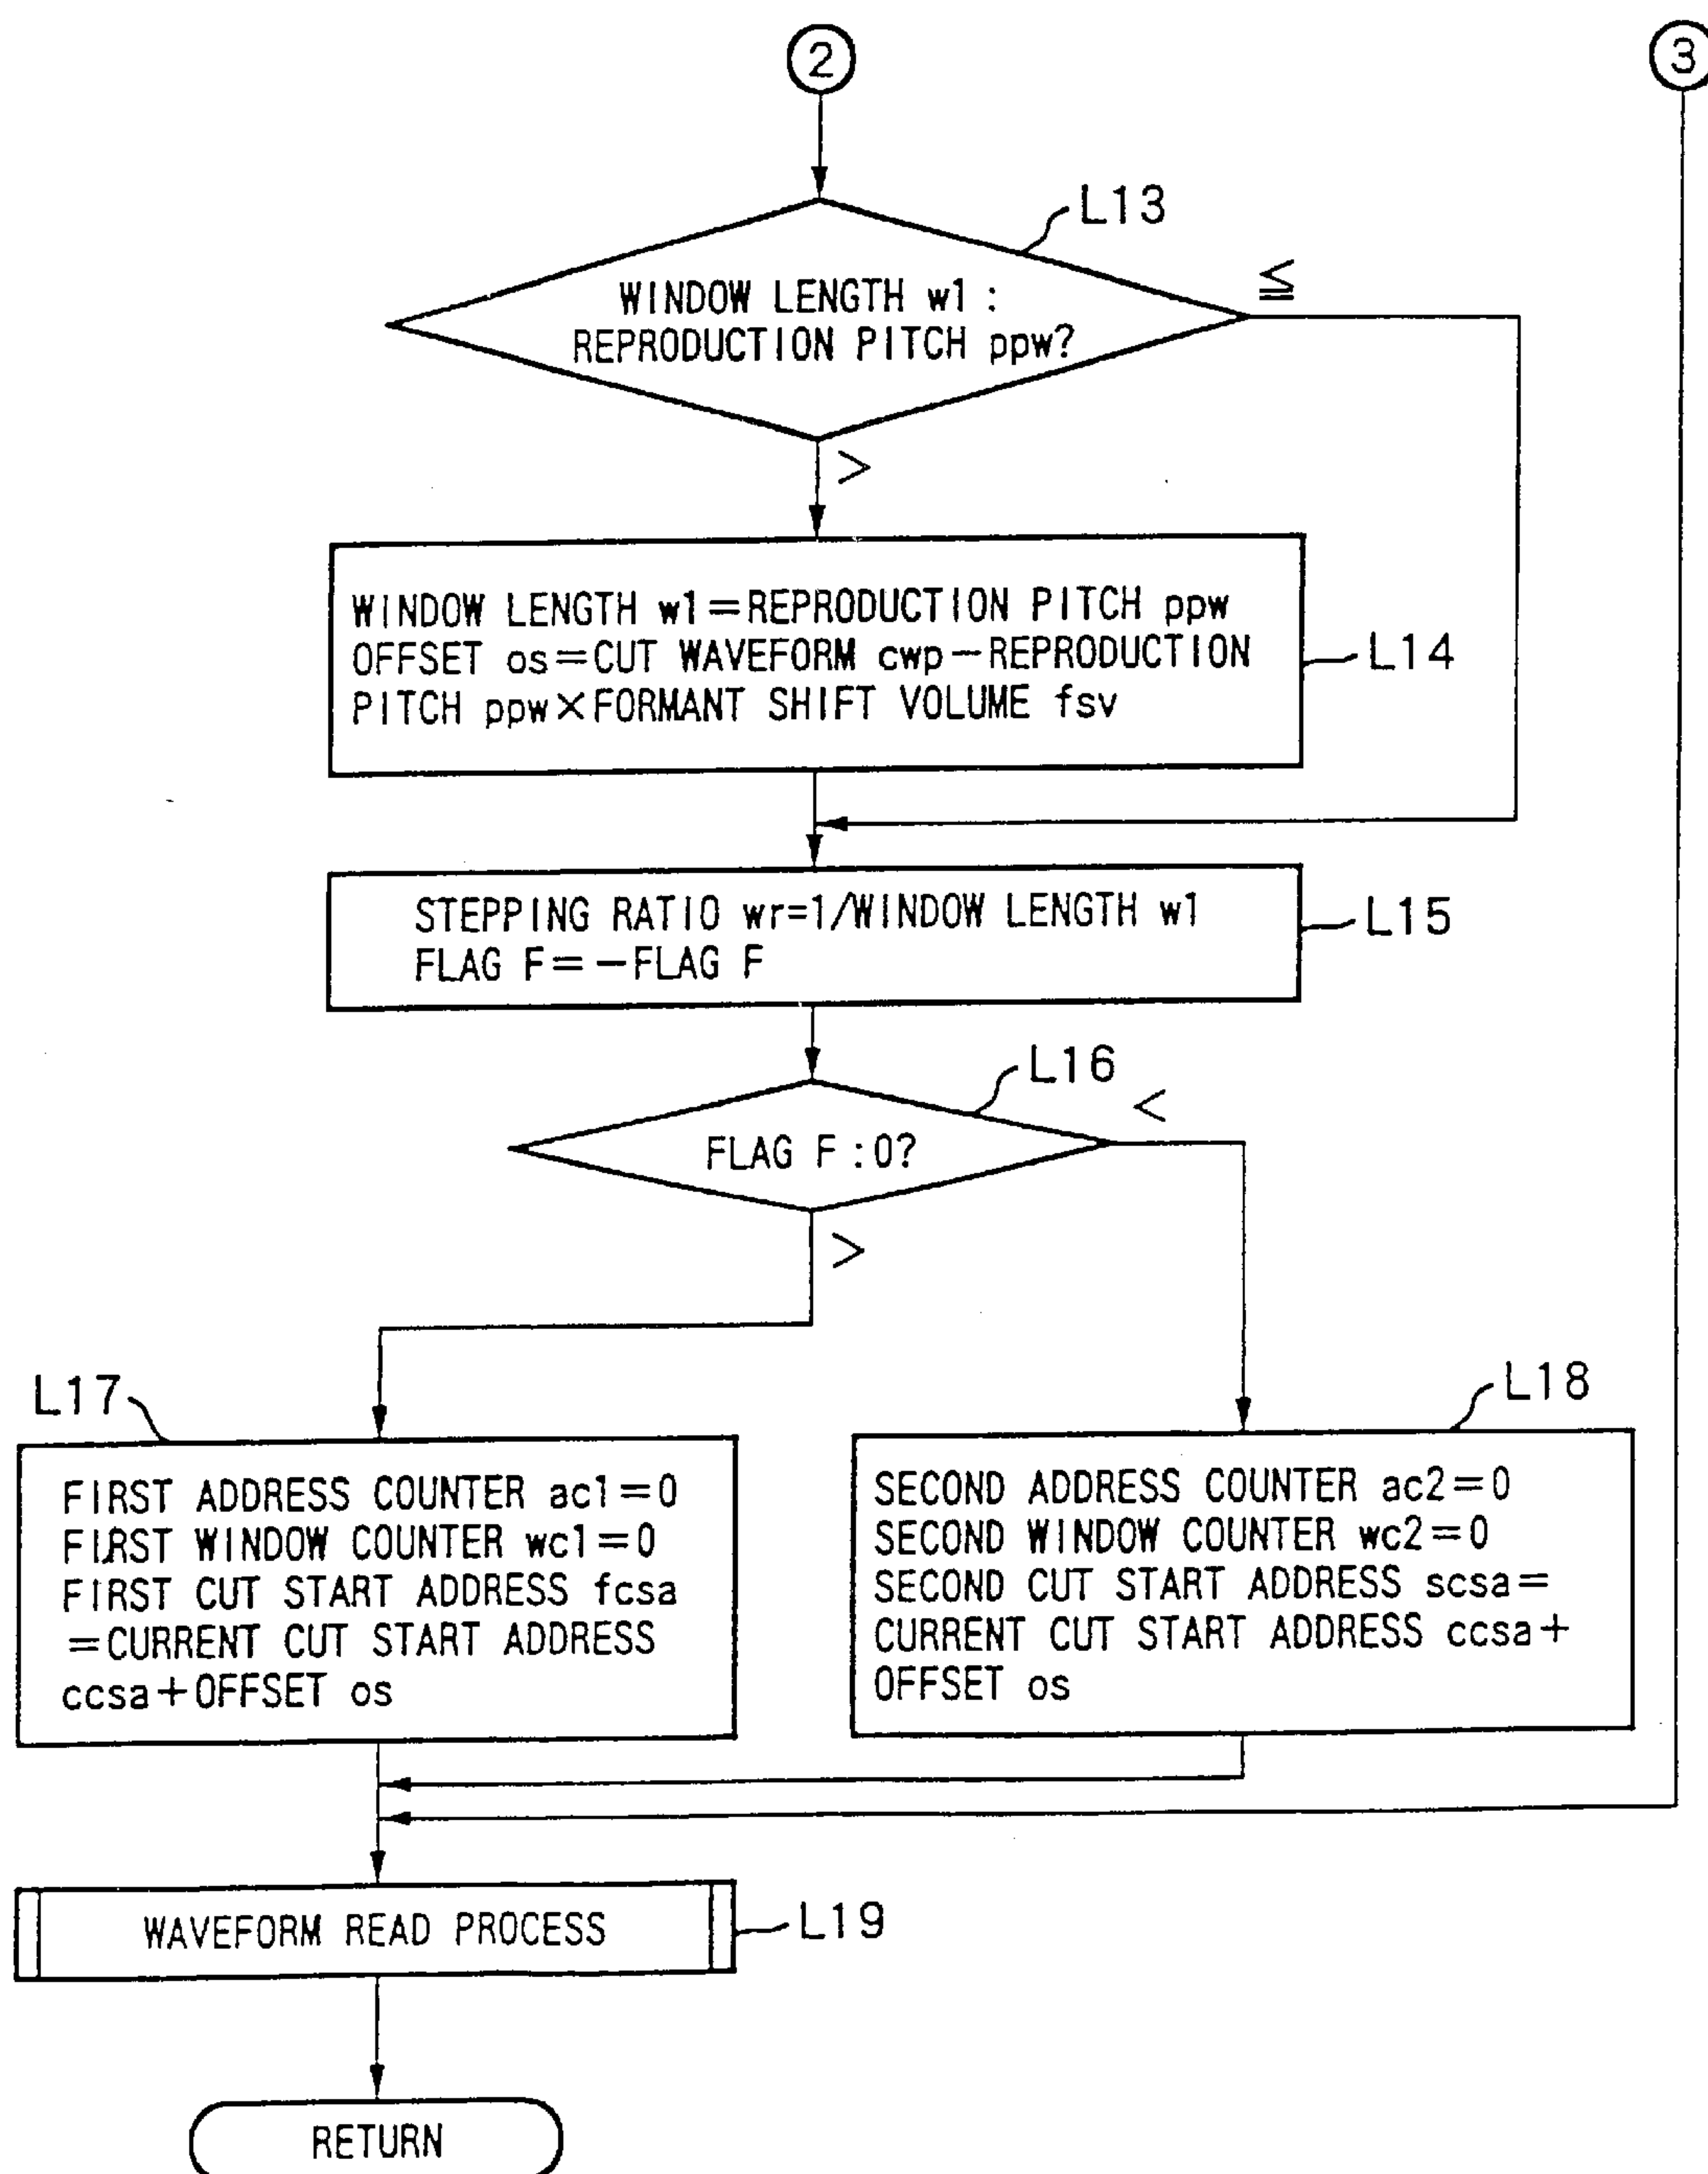 2
3
L13
WINDOW LENGTH w1 :
REPRODUCTION PITCH ppw?
≦
>
WINDOW LENGTH w1=REPRODUCTION PITCH ppw
OFFSET os=CUT WAVEFORM cwp−REPRODUCTION
PITCH ppw×FORMANT SHIFT VOLUME fsv
L14
STEPPING RATIO wr=1/WINDOW LENGTH w1
FLAG F=−FLAG F
L15
L16
<
FLAG F :0?
>
L17
FIRST ADDRESS COUNTER ac1=0
FIRST WINDOW COUNTER wc1=0
FIRST CUT START ADDRESS fcsa
=CURRENT CUT START ADDRESS
ccsa+OFFSET os
L18
SECOND ADDRESS COUNTER ac2=0
SECOND WINDOW COUNTER wc2=0
SECOND CUT START ADDRESS scsa=
CURRENT CUT START ADDRESS ccsa+
OFFSET os
WAVEFORM READ PROCESS
L19
RETURN